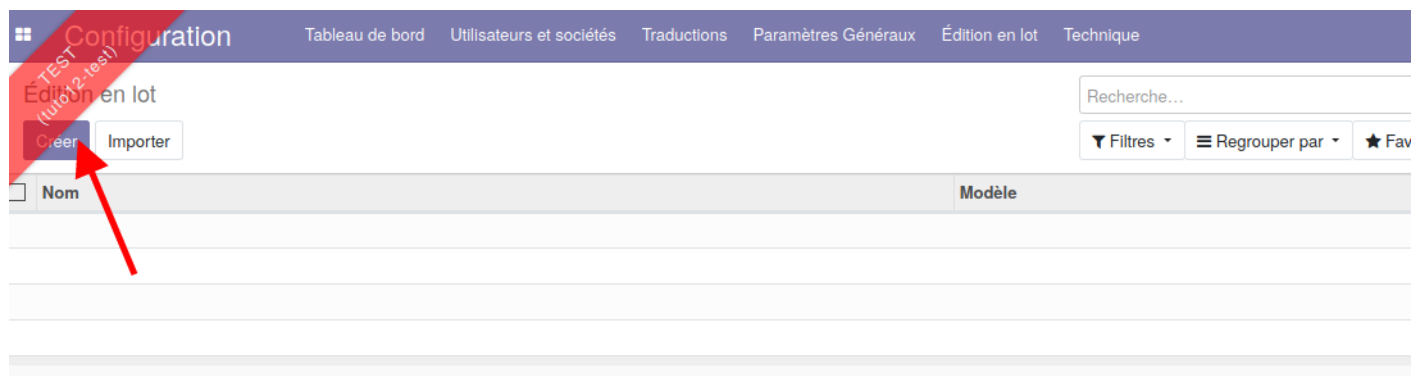 Configuration Tableau de bord Utilisateurs et sociétés Traductions Paramètres Généraux Édition en lot Technique
TEST
(tuto12-test)
Édition en lot
Recherche...
Créer Importer
Filtres Regrouper par Fav
Nom Modèle